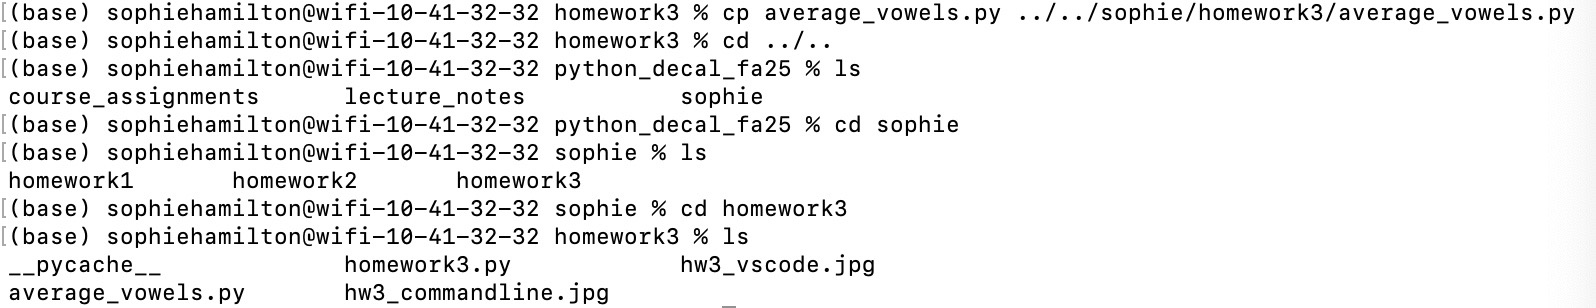 [(base) sophiehamilton@wifi-10-41-32-32 homework3 % cp average_vowels.py ../../sophie/homework3/average_vowels.py
[(base) sophiehamilton@wifi-10-41-32-32 homework3 % cd ../..
[(base) sophiehamilton@wifi-10-41-32-32 python_decal_fa25 % ls
course_assignments lecture_notes sophie
[(base) sophiehamilton@wifi-10-41-32-32 python_decal_fa25 % cd sophie
[(base) sophiehamilton@wifi-10-41-32-32 sophie % ls
homework1 homework2 homework3
[(base) sophiehamilton@wifi-10-41-32-32 sophie % cd homework3
[(base) sophiehamilton@wifi-10-41-32-32 homework3 % ls
__pycache__ homework3.py hw3_vscode.jpg
average_vowels.py hw3_commandline.jpg